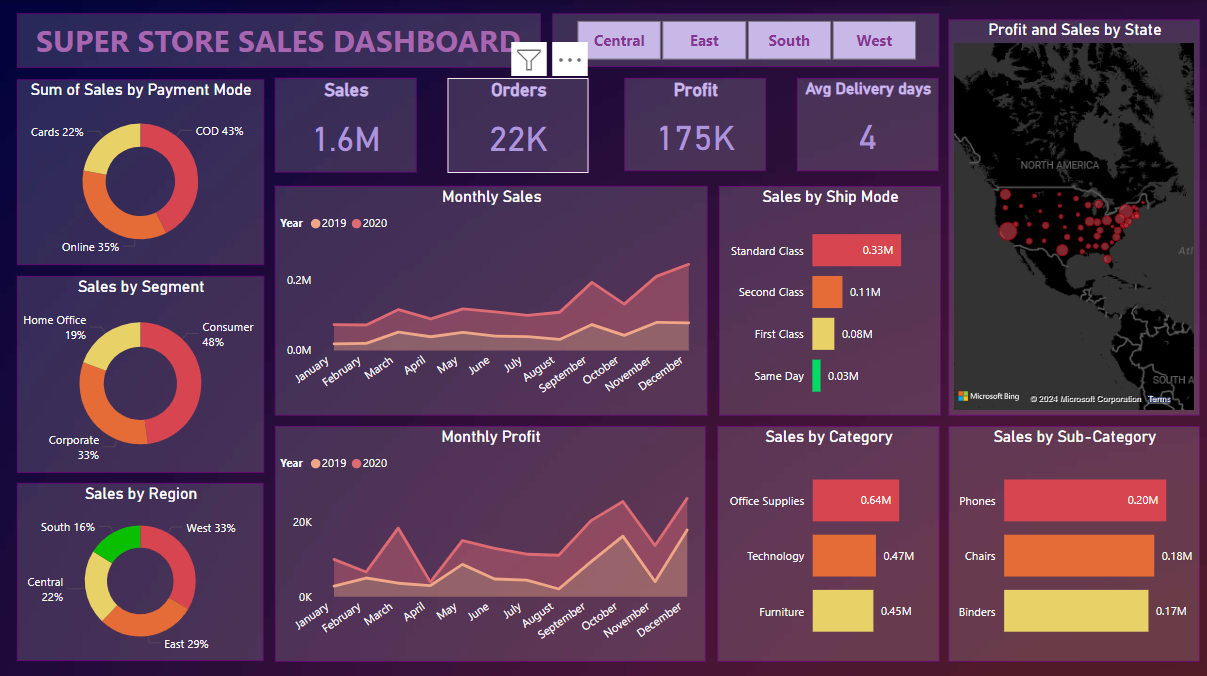 SUPER STORE SALES DASHBOARD
Central
East
South
West
Profit and Sales by State
Sum of Sales by Payment Mode
Cards 22%
COD 43%
Online 35%
Sales
1.6M
Orders
22K
Profit
175K
Avg Delivery days
4
NORTH AMERICA
Atl
SOUTH A
Microsoft Bing
© 2024 Microsoft Corporation
Terms
Monthly Sales
Year 2019 2020
0.2M
0.0M
January
February
March
April
May
June
July
August
September
October
November
December
Sales by Ship Mode
Standard Class 0.33M
Second Class 0.11M
First Class 0.08M
Same Day 0.03M
Sales by Segment
Home Office
19%
Consumer
48%
Corporate
33%
Monthly Profit
Year 2019 2020
20K
0K
January
February
March
April
May
June
July
August
September
October
November
December
Sales by Category
Office Supplies 0.64M
Technology 0.47M
Furniture 0.45M
Sales by Sub-Category
Phones 0.20M
Chairs 0.18M
Binders 0.17M
Sales by Region
South 16%
West 33%
Central
22%
East 29%